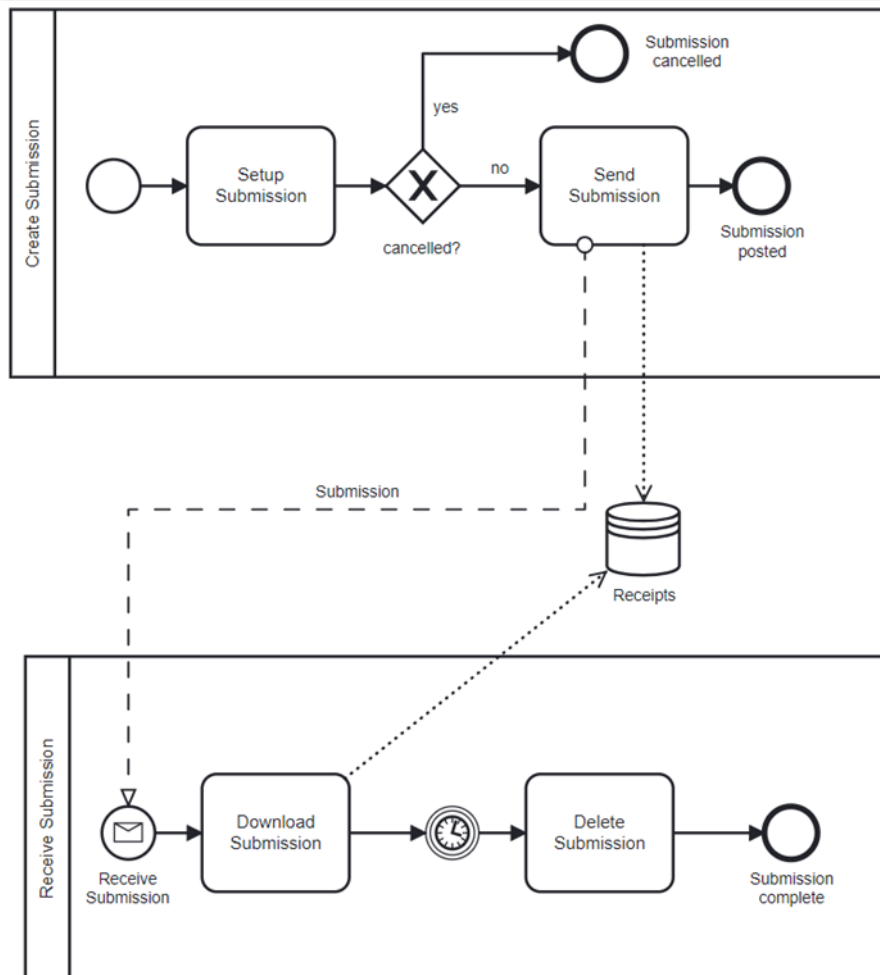 Create Submission
Submission
cancelled
yes
Setup
Submission
no
Send
Submission
cancelled?
Submission
posted
Submission
Receipts
Receive Submission
Download
Submission
Delete
Submission
Receive
Submission
Submission
complete